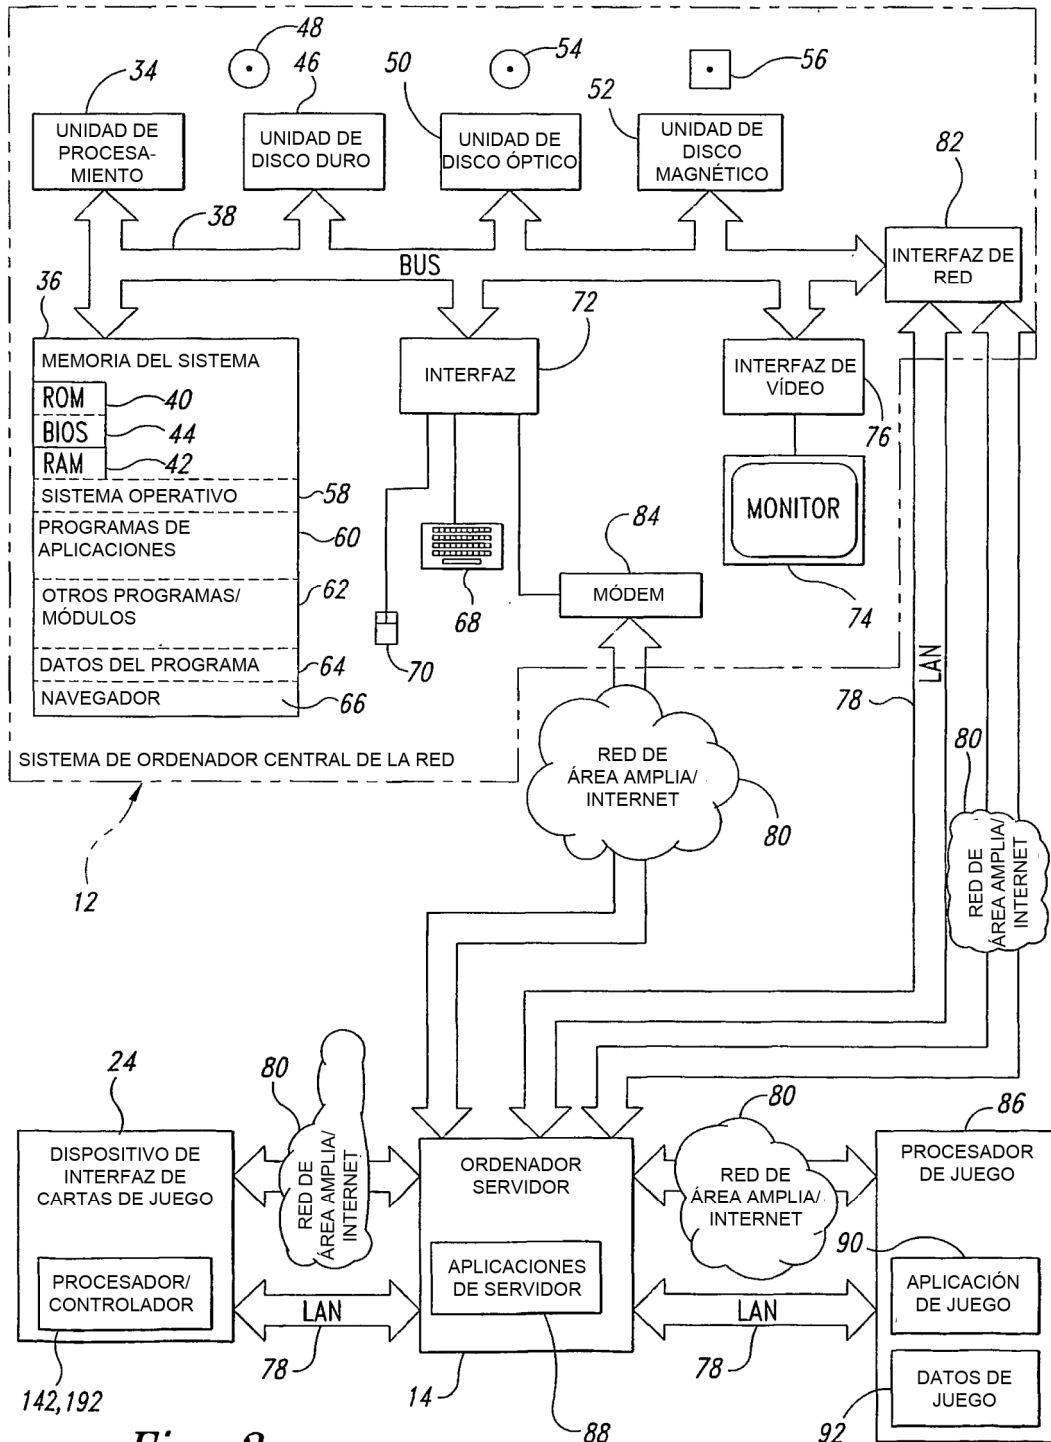 48
54
56
34
46
50
52
82
UNIDAD DE
PROCESA-
MIENTO
UNIDAD DE
DISCO DURO
UNIDAD DE
DISCO ÓPTICO
UNIDAD DE
DISCO
MAGNÉTICO
38
BUS
INTERFAZ DE
RED
36
72
MEMORIA DEL SISTEMA
ROM
40
BIOS
44
RAM
42
SISTEMA OPERATIVO
58
PROGRAMAS DE
APLICACIONES
60
OTROS PROGRAMAS/
MÓDULOS
62
DATOS DEL PROGRAMA
64
NAVEGADOR
66
INTERFAZ
INTERFAZ DE
VÍDEO
76
MONITOR
74
68
70
84
MÓDEM
LAN
78
SISTEMA DE ORDENADOR CENTRAL DE LA RED
12
RED DE
ÁREA AMPLIA/
INTERNET
80
80
RED DE
ÁREA AMPLIA/
INTERNET
24
80
80
86
DISPOSITIVO DE
INTERFAZ DE
CARTAS DE JUEGO
PROCESADOR/
CONTROLADOR
142,192
RED DE
ÁREA AMPLIA/
INTERNET
LAN
78
ORDENADOR
SERVIDOR
APLICACIONES
DE SERVIDOR
14
88
RED DE
ÁREA AMPLIA/
INTERNET
LAN
78
PROCESADOR
DE JUEGO
90
APLICACIÓN
DE JUEGO
DATOS DE
JUEGO
92